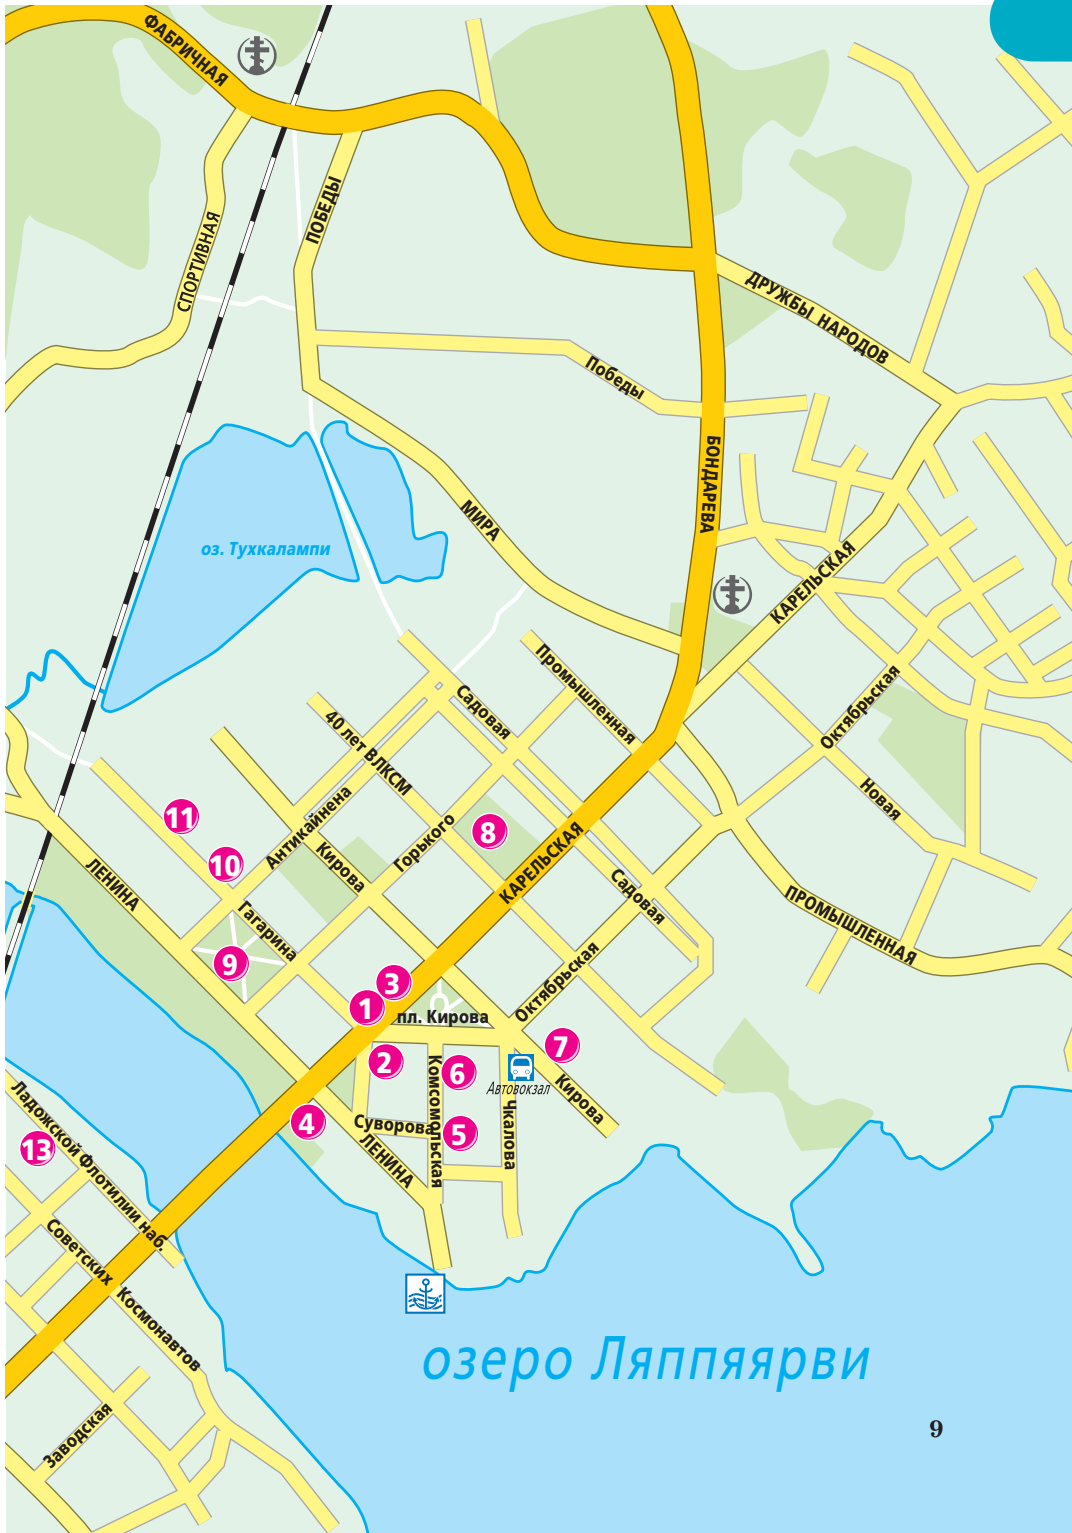 ФАБРИЧНАЯ
ПОБЕДЫ
СПОРТИВНАЯ
ДРУЖБЫ НАРОДОВ
Победы
БОНДАРЕВА
МИРА
оз. Тухкалампи
КАРЕЛЬСКАЯ
Промышленная
Садовая
Октябрьская
40 лет ВЛКСМ
Новая
Антикайнена
Горького
11
8
10
Кирова
КАРЕЛЬСКАЯ
ЛЕНИНА
Садовая
ПРОМЫШЛЕННАЯ
Гагарина
9
Октябрьская
3
1
пл. Кирова
7
2
6
Автовокзал
Комсомольская
Чкалова
Кирова
4
Суворова
5
ЛЕНИНА
13
Ладожской Флотилии наб.
Советских Космонавтов
озеро Ляппяярви
Заводская
9